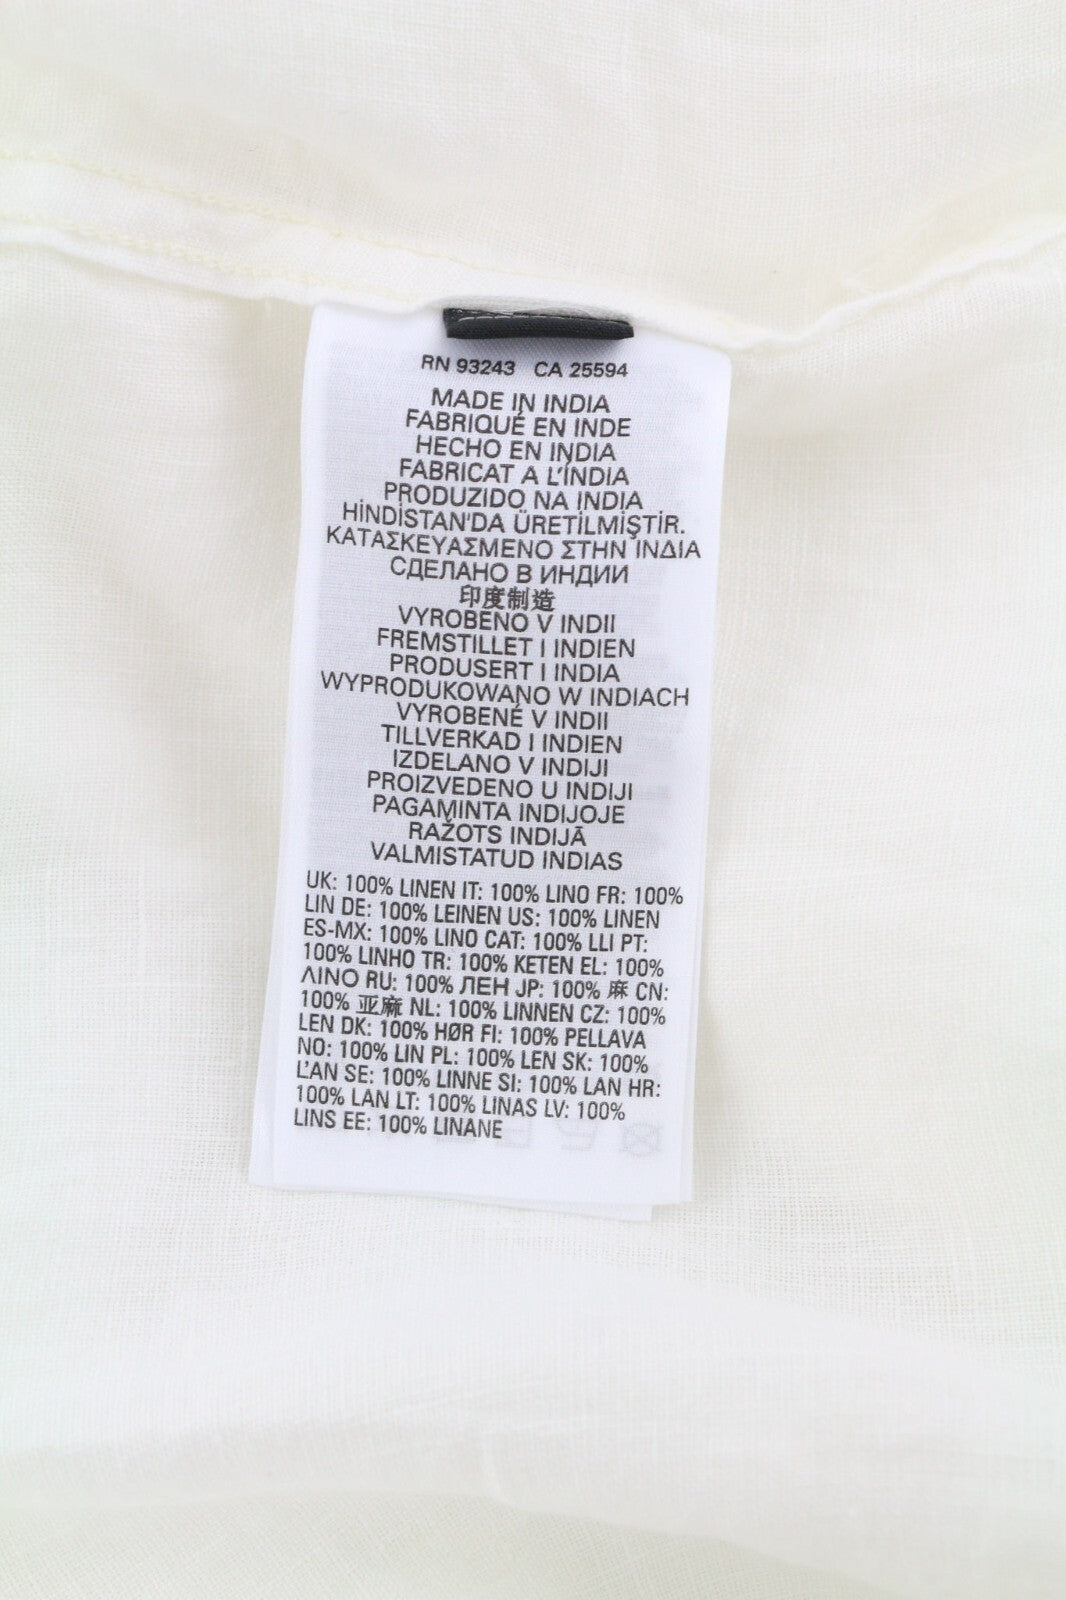 RN 93243 CA 25594
MADE IN INDIA
FABRIQUÉ EN INDE
HECHO EN INDIA
FABRICAT A L'ÍNDIA
PRODUZIDO NA INDIA
HİNDİSTAN'DA ÜRETİLMİŞTİR.
ΚΑΤΑΣΚΕΥΑΣΜΕΝΟ ΣΤΗΝ ΙΝΔΙΑ
СДЕЛАНО В ИНДИИ
印度制造
VYROBENO V INDII
FREMSTILLET I INDIEN
PRODUSERT I INDIA
WYPRODUKOWANO W INDIACH
VYROBENÉ V INDII
TILLVERKAD I INDIEN
IZDELANO V INDIJI
PROIZVEDENO U INDIJI
PAGAMINTA INDIJOJE
RAŽOTS INDIJĀ
VALMISTATUD INDIAS
UK: 100% LINEN IT: 100% LINO FR: 100%
LIN DE: 100% LEINEN US: 100% LINEN
ES-MX: 100% LINO CAT: 100% LLI PT:
100% LINHO TR: 100% KETEN EL: 100%
ΛΙΝΟ RU: 100% ЛЕН JP: 100% 麻 CN:
100% 亚麻 NL: 100% LINNEN CZ: 100%
LEN DK: 100% HØR FI: 100% PELLAVA
NO: 100% LIN PL: 100% LEN SK: 100%
ĽAN SE: 100% LINNE SI: 100% LAN HR:
100% LAN LT: 100% LINAS LV: 100%
LINS EE: 100% LINANE